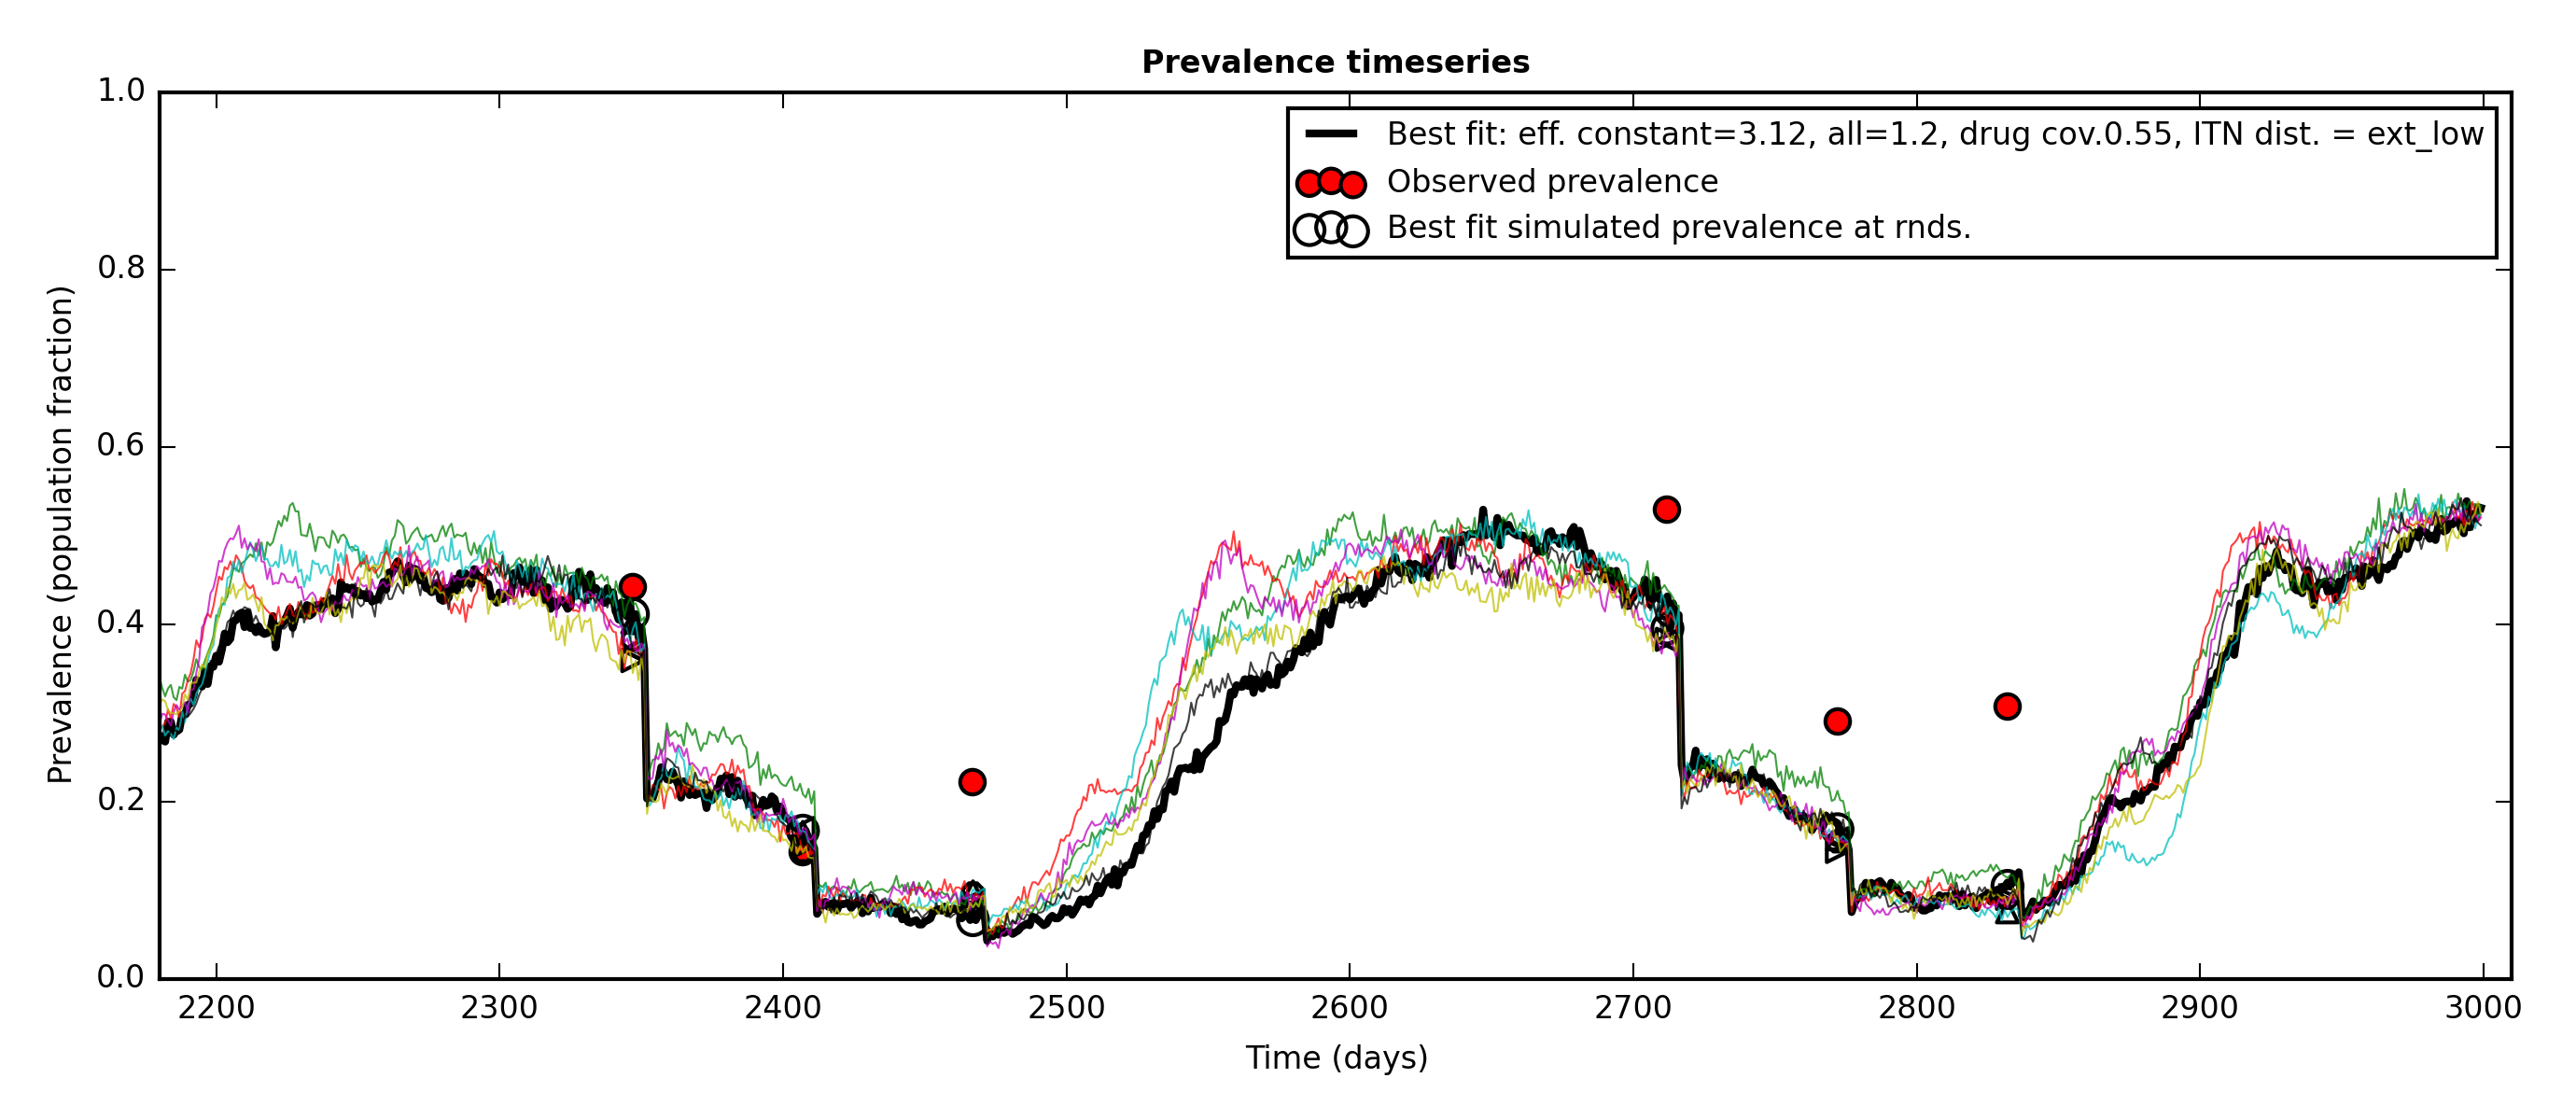 Prevalence timeseries
Best fit: eff. constant=3.12, all=1.2, drug cov.0.55, ITN dist. = ext_low
Observed prevalence
Best fit simulated prevalence at rnds.
Prevalence (population fraction)
1.0
0.8
0.6
0.4
0.2
0.0
2200 2300 2400 2500 2600 2700 2800 2900 3000
Time (days)